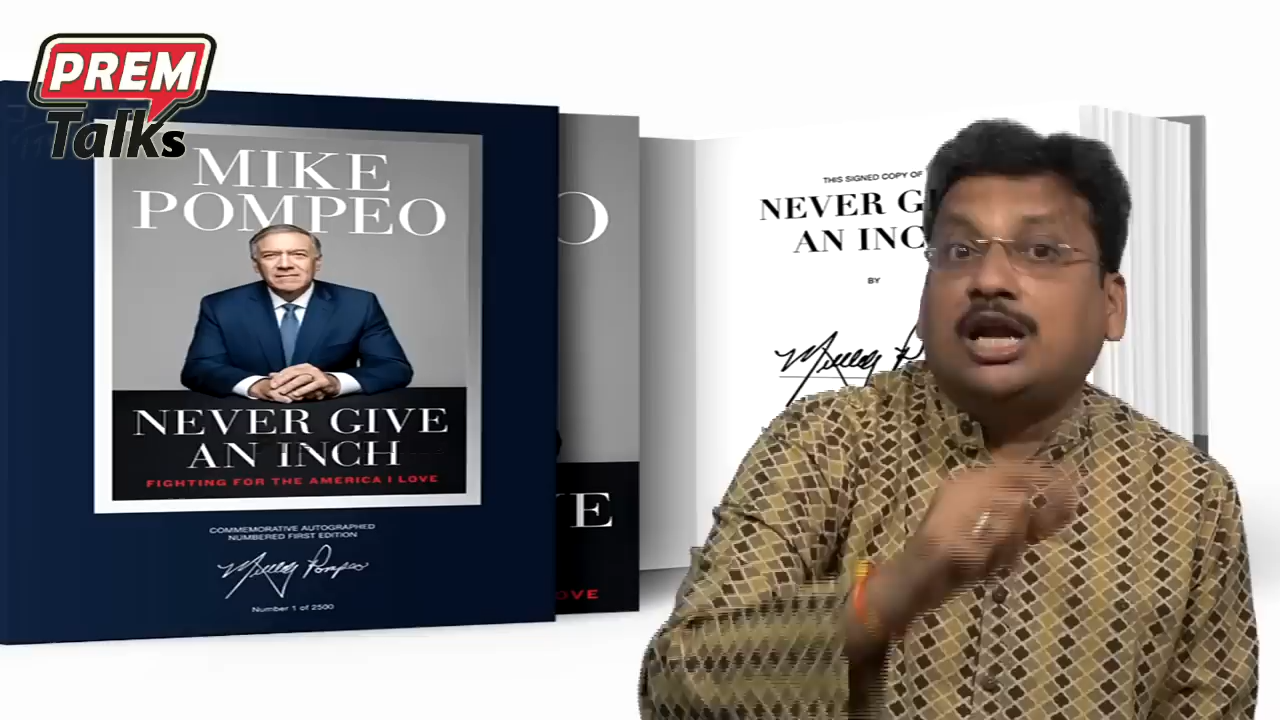 PREM
Talks
MIKE
POMPEO
NEVER GIVE
AN INCH
FIGHTING FOR THE AMERICA I LOVE
COMMEMORATIVE AUTOGRAPHED
NUMBERED FIRST EDITION
Number 1 of 2500
O
E
OVE
THIS SIGNED COPY OF
NEVER G
AN INC
BY